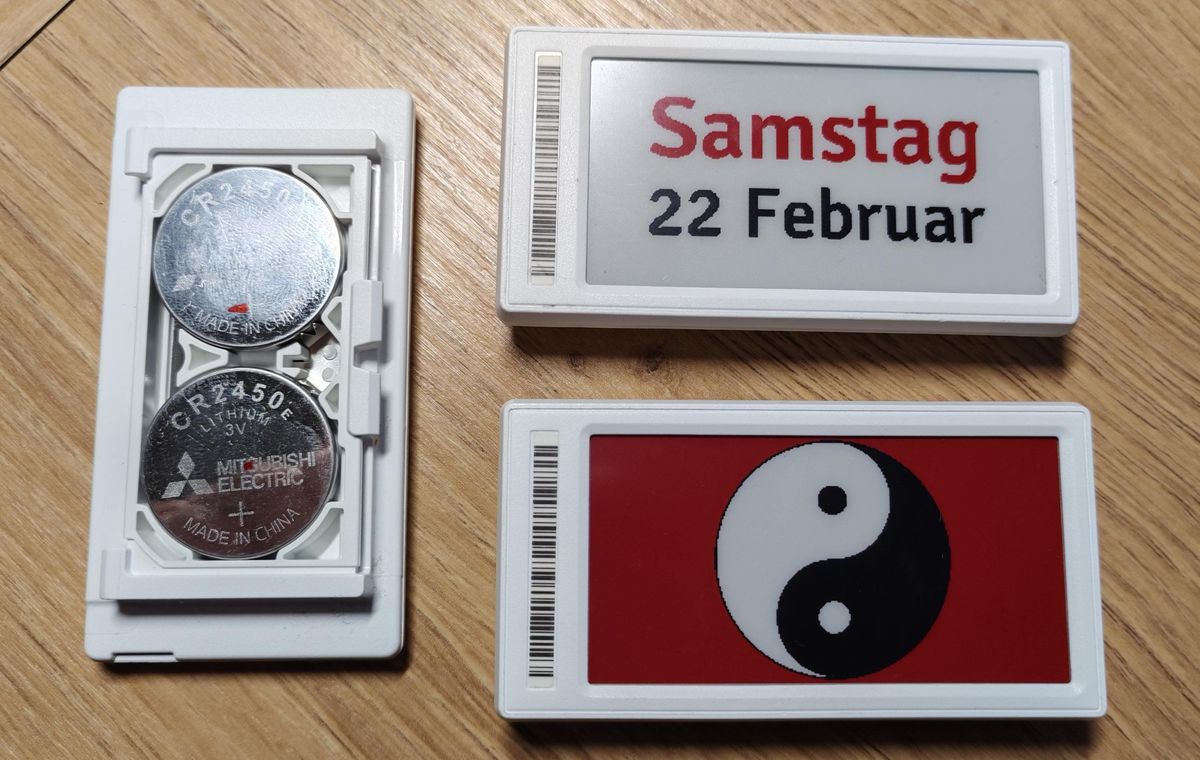 CR2450
MADE IN CHINA
CR2450E
LITHIUM
3V
MITSUBISHI
ELECTRIC
+
MADE IN CHINA
Samstag
22 Februar